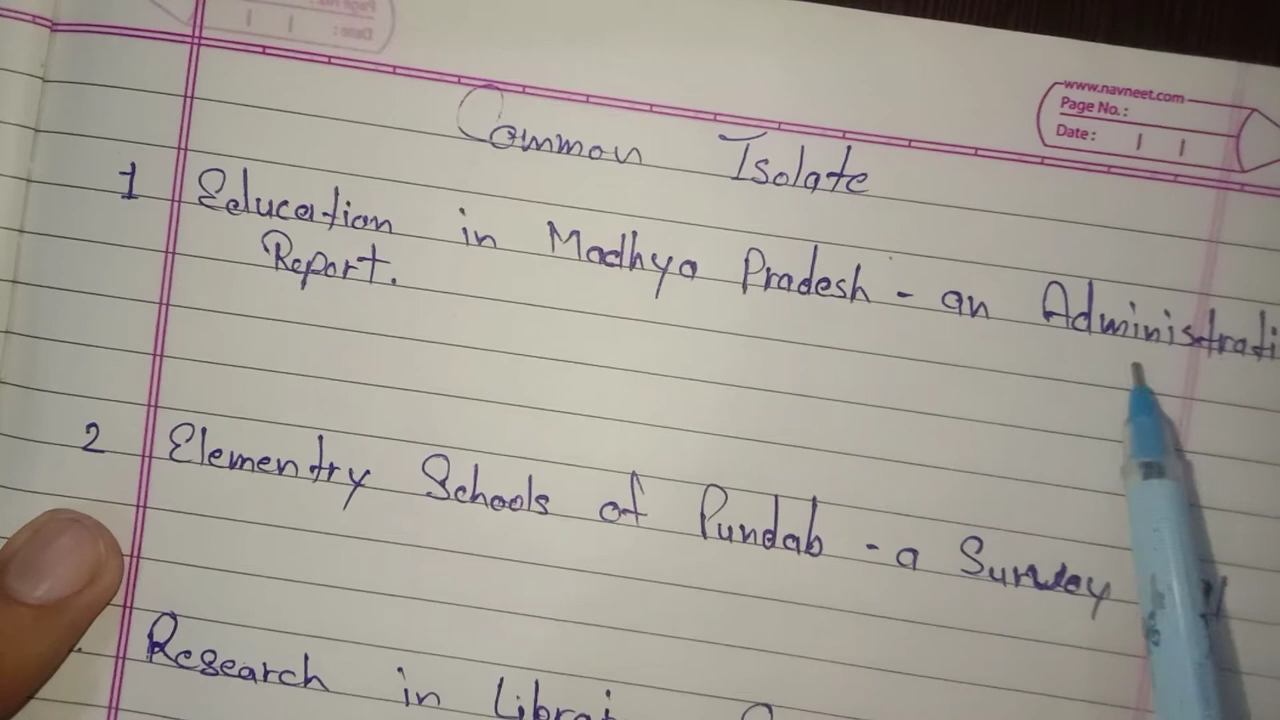 www.navneet.com
Page No.:
Date:
Common Isolate
1 Education in Madhya Pradesh - an Administrati
Report.
2 Elementry Schools of Pundab - a Survey
Research in